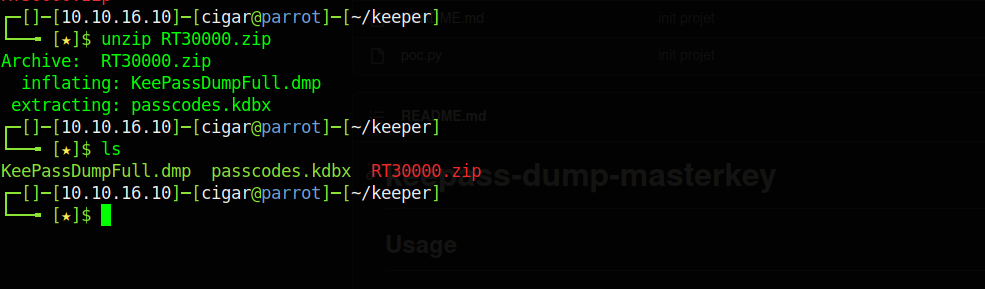 README.md init projet
┌─[]─[10.10.16.10]─[cigar@parrot]─[~/keeper]
└──╼ [★]$ unzip RT30000.zip
poc.py init projet
Archive:  RT30000.zip
  inflating: KeePassDumpFull.dmp
 extracting: passcodes.kdbx
README.md
┌─[]─[10.10.16.10]─[cigar@parrot]─[~/keeper]
└──╼ [★]$ ls
KeePassDumpFull.dmp  passcodes.kdbx  RT30000.zip
keepass-dump-masterkey
┌─[]─[10.10.16.10]─[cigar@parrot]─[~/keeper]
└──╼ [★]$
Usage